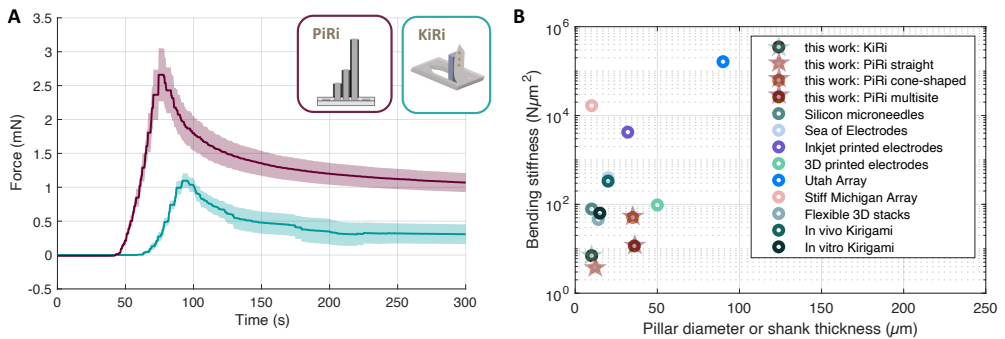 A
PiRi
KiRi
3.5
3
2.5
2
1.5
1
0.5
0
-0.5
Force (mN)
0
50
100
150
200
250
300
Time (s)
B
10^6
10^4
10^2
10^0
Bending stiffness (Nµm^2)
this work: KiRi
this work: PiRi straight
this work: PiRi cone-shaped
this work: PiRi multisite
Silicon microneedles
Sea of Electrodes
Inkjet printed electrodes
3D printed electrodes
Utah Array
Stiff Michigan Array
Flexible 3D stacks
In vivo Kirigami
In vitro Kirigami
0
50
100
150
200
250
Pillar diameter or shank thickness (µm)